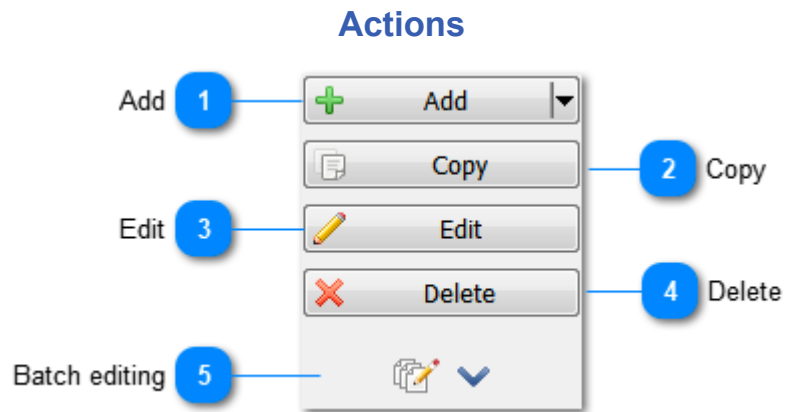 Actions
Add 1 Add
Copy 2 Copy
Edit 3 Edit
Delete 4 Delete
Batch editing 5